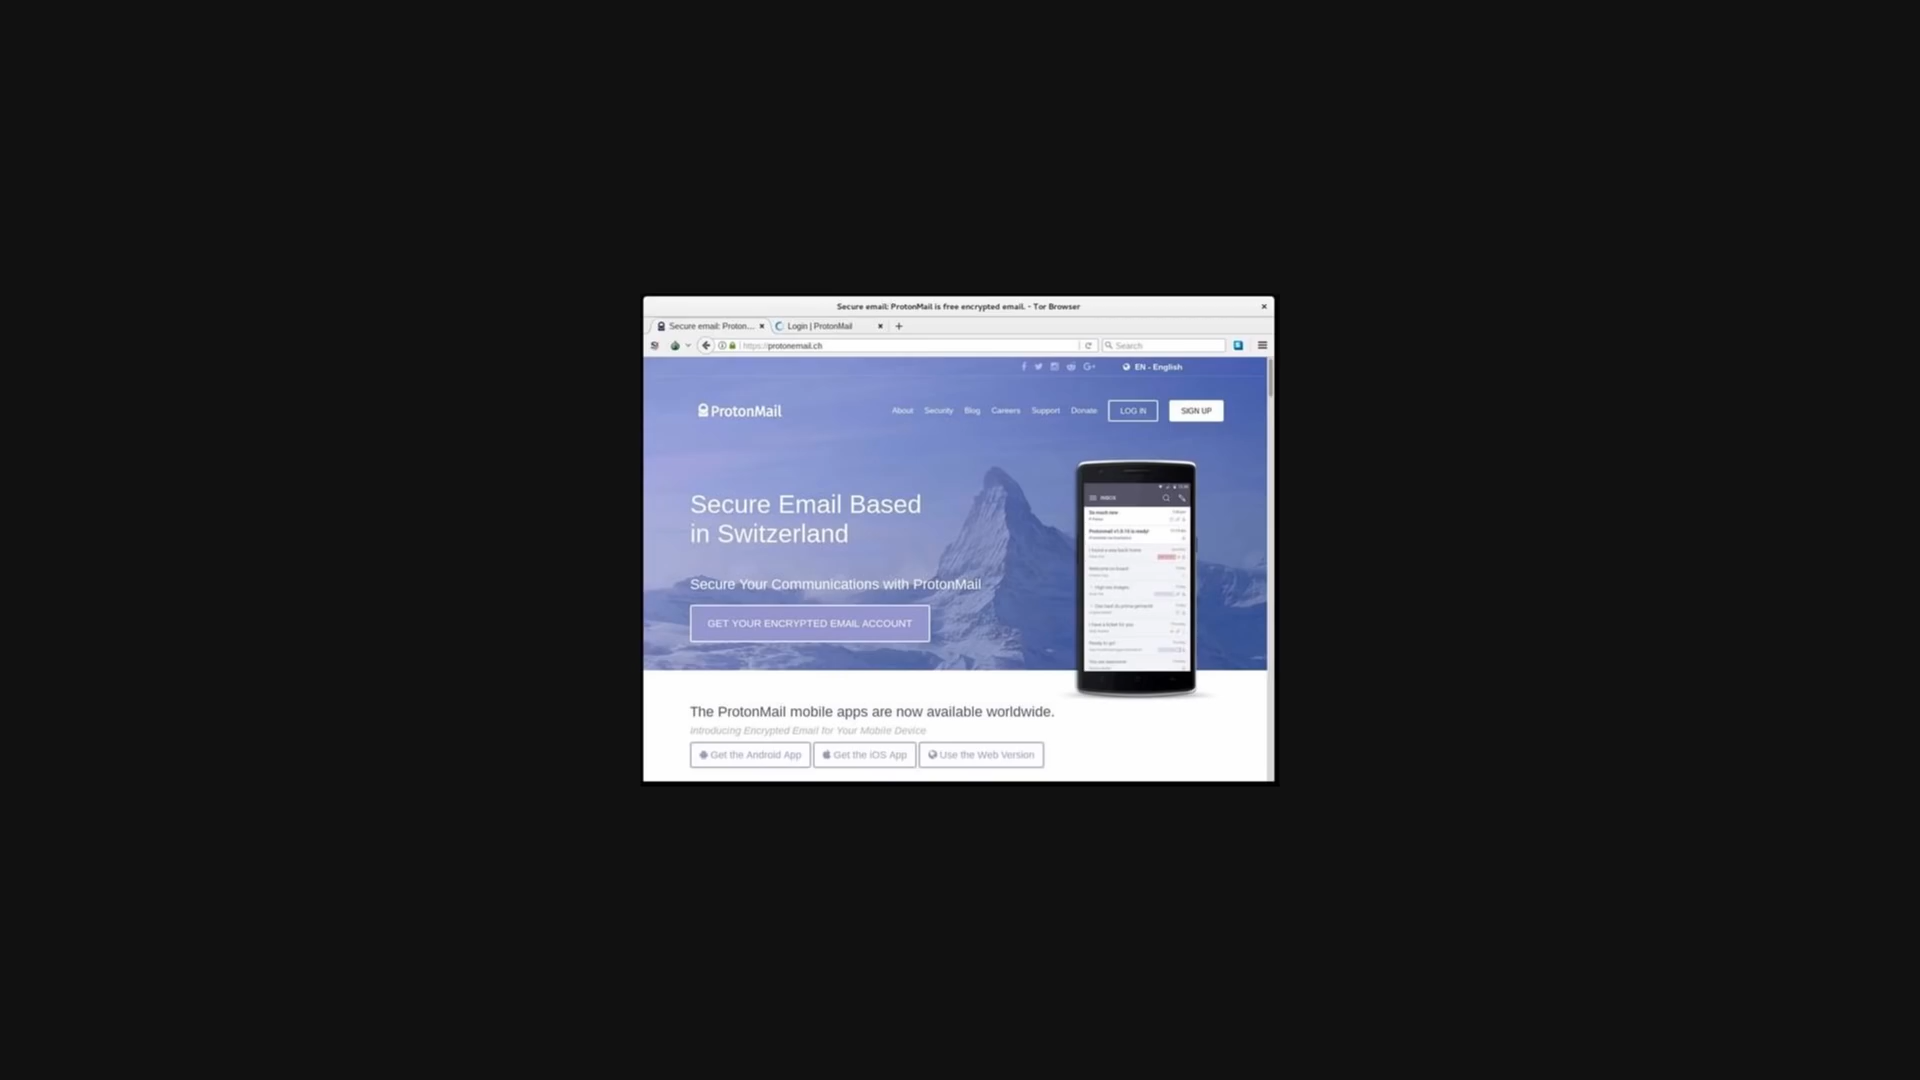 Secure email: ProtonMail is free encrypted email. - Tor Browser
Secure email: Proton...
Login | ProtonMail
https://protonemail.ch
Search
EN - English
ProtonMail
About
Security
Blog
Careers
Support
Donate
LOG IN
SIGN UP
Secure Email Based
in Switzerland
Secure Your Communications with ProtonMail
GET YOUR ENCRYPTED EMAIL ACCOUNT
The ProtonMail mobile apps are now available worldwide.
Introducing Encrypted Email for Your Mobile Device
Get the Android App
Get the iOS App
Use the Web Version